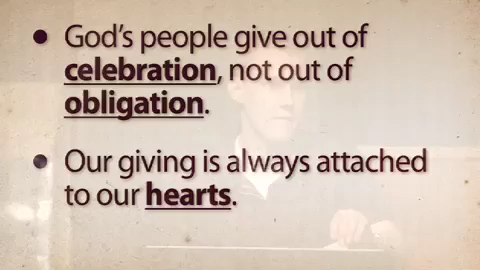 • God's people give out of
celebration, not out of
obligation.
• Our giving is always attached
to our hearts.